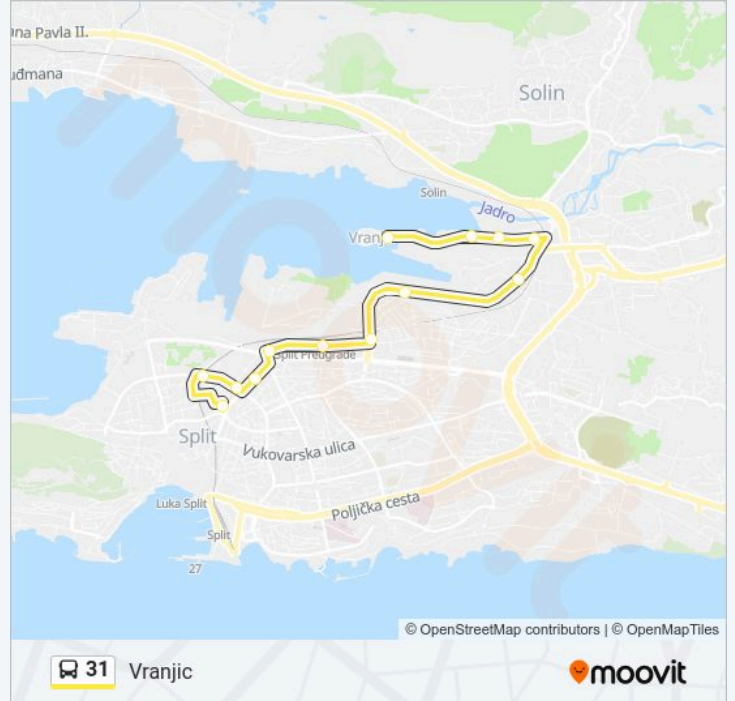 ana Pavla II.
uđmana
Solin
Solin
Jadro
Vranj
Split Predgrađe
Split
Vukovarska ulica
Luka Split
Poljička cesta
Split
27
© OpenStreetMap contributors | © OpenMapTiles
31 Vranjic
moovit